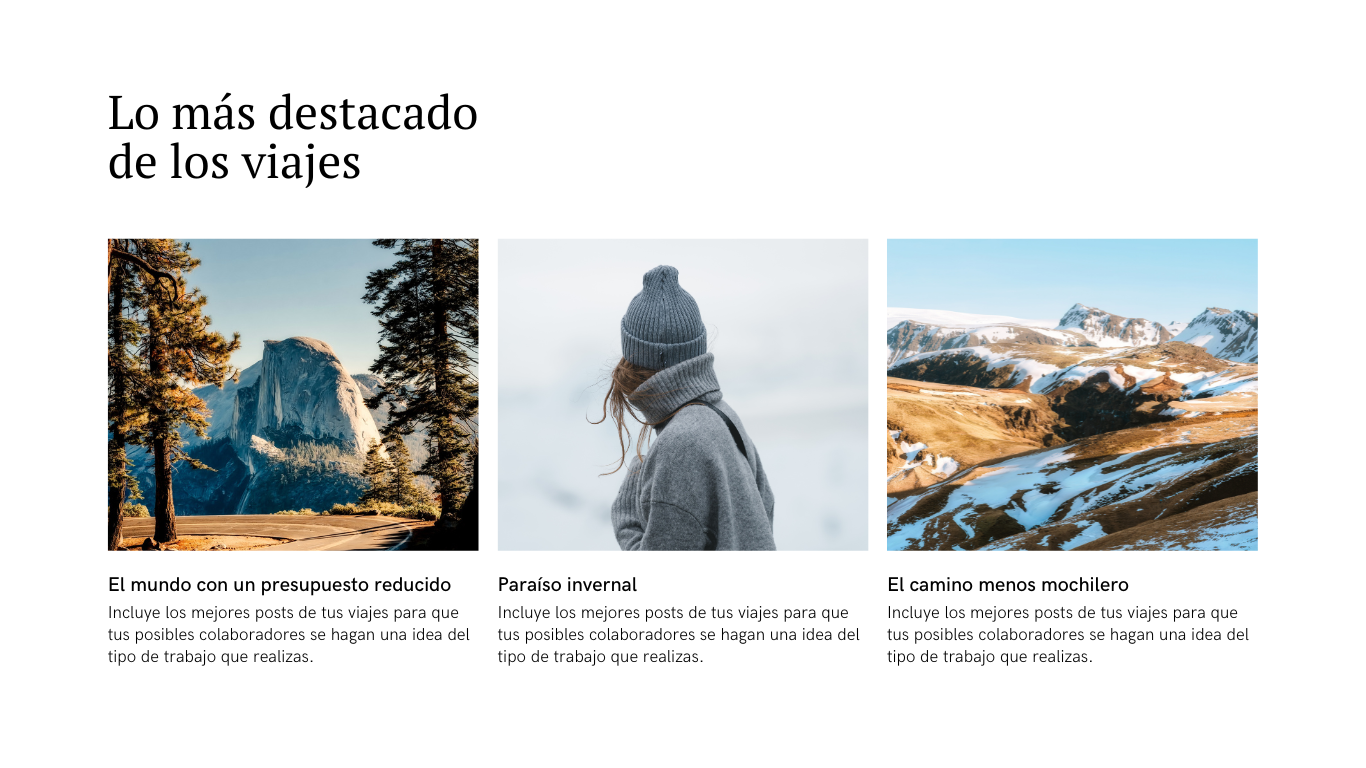 Lo más destacado
de los viajes
El mundo con un presupuesto reducido
Incluye los mejores posts de tus viajes para que
tus posibles colaboradores se hagan una idea del
tipo de trabajo que realizas.
Paraíso invernal
Incluye los mejores posts de tus viajes para que
tus posibles colaboradores se hagan una idea del
tipo de trabajo que realizas.
El camino menos mochilero
Incluye los mejores posts de tus viajes para que
tus posibles colaboradores se hagan una idea del
tipo de trabajo que realizas.